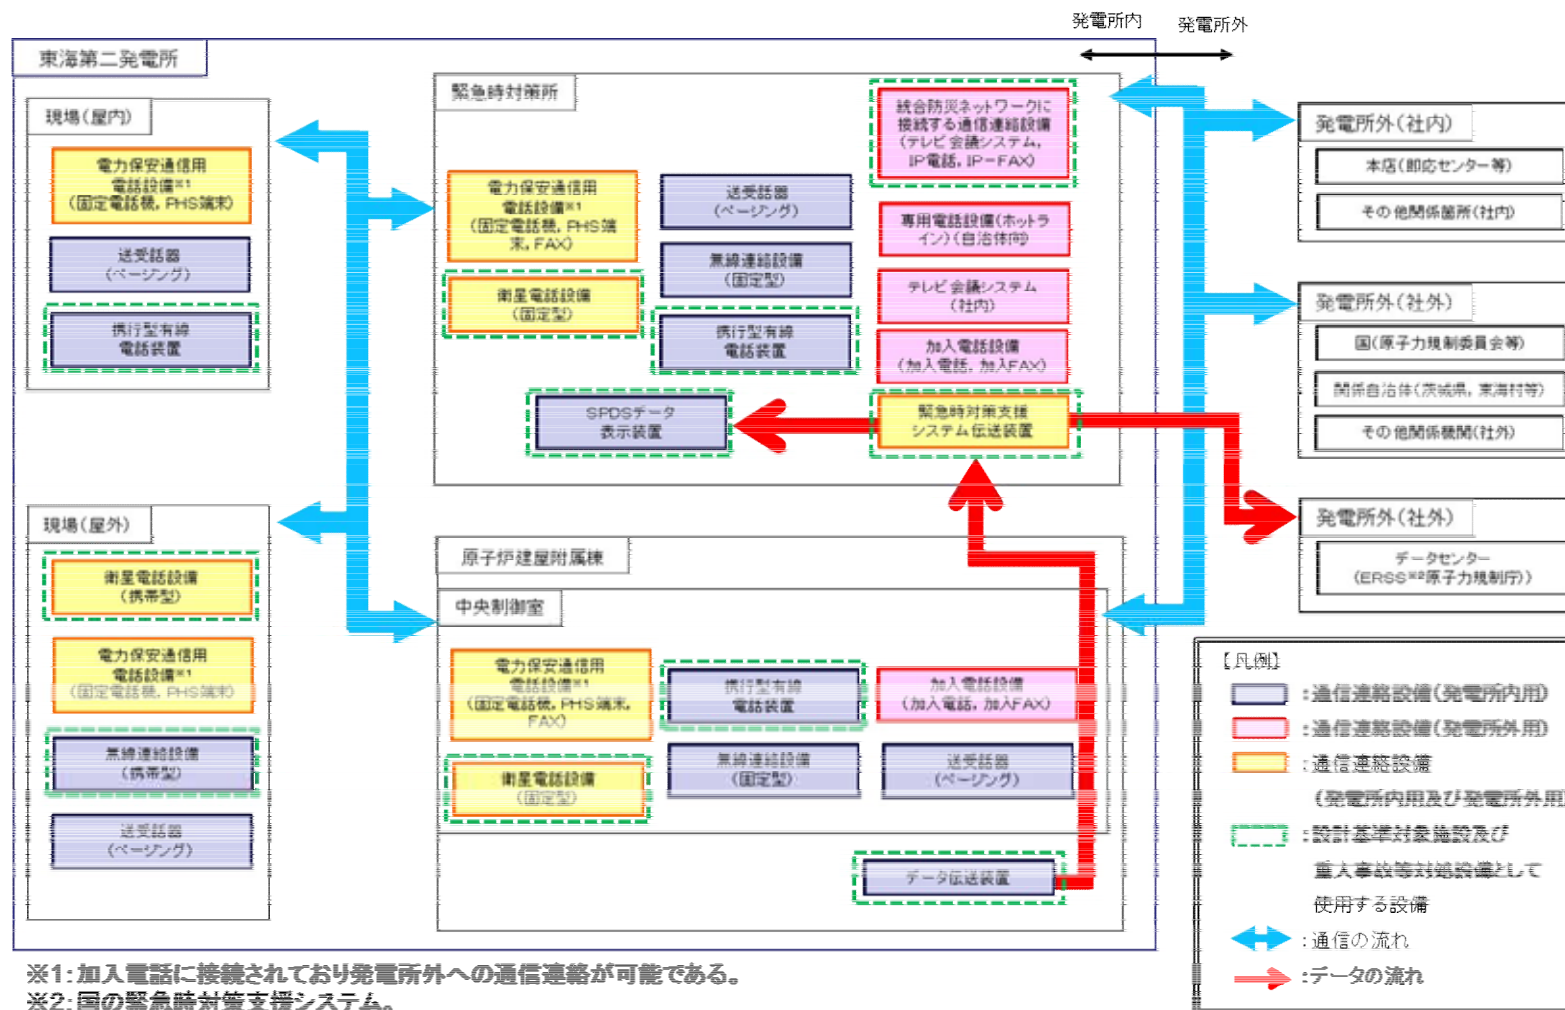 発電所内
発電所外
東海第二発電所
現場(屋内)
電力保安通信用
電話設備※1
(固定電話機, PHS端末)
送受話器
(ページング)
携行型有線
電話装置
現場(屋外)
衛星電話設備
(携帯型)
電力保安通信用
電話設備※1
(固定電話機, PHS端末)
無線連絡設備
(携帯型)
送受話器
(ページング)
緊急時対策所
電力保安通信用
電話設備※1
(固定電話機, PHS端
末, FAX)
衛星電話設備
(固定型)
送受話器
(ページング)
無線連絡設備
(固定型)
携行型有線
電話装置
統合防災ネットワークに
接続する通信連絡設備
(テレビ会議システム,
IP電話, IP-FAX)
専用電話設備(ホットラ
イン)(自治体向)
テレビ会議システム
(社内)
加入電話設備
(加入電話, 加入FAX)
SPDSデータ
表示装置
緊急時対策支援
システム伝送装置
原子炉建屋附属棟
中央制御室
電力保安通信用
電話設備※1
(固定電話機, PHS端末,
FAX)
衛星電話設備
(固定型)
携行型有線
電話装置
無線連絡設備
(固定型)
加入電話設備
(加入電話, 加入FAX)
送受話器
(ページング)
データ伝送装置
発電所外(社内)
本店(即応センター等)
その他関係箇所(社内)
発電所外(社外)
国(原子力規制委員会等)
関係自治体(茨城県, 東海村等)
その他関係機関(社外)
発電所外(社外)
データセンター
(ERSS※2原子力規制庁))
【凡例】
:通信連絡設備(発電所内用)
:通信連絡設備(発電所外用)
:通信連絡設備
(発電所内用及び発電所外用)
:設計基準対象施設及び
重大事故等対処設備として
使用する設備
:通信の流れ
:データの流れ
※1:加入電話に接続されており発電所外への通信連絡が可能である。
※2:国の緊急時対策支援システム。